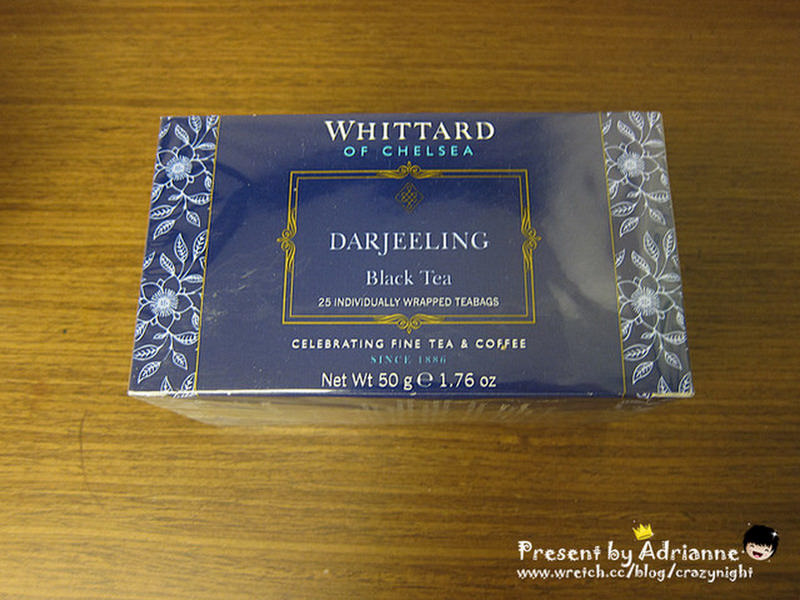 WHITTARD
OF CHELSEA
DARJEELING
Black Tea
25 INDIVIDUALLY WRAPPED TEABAGS
CELEBRATING FINE TEA & COFFEE
SINCE 1886
Net Wt 50 g ℮ 1.76 oz
Present by Adrianne
www.wretch.cc/blog/crazynight